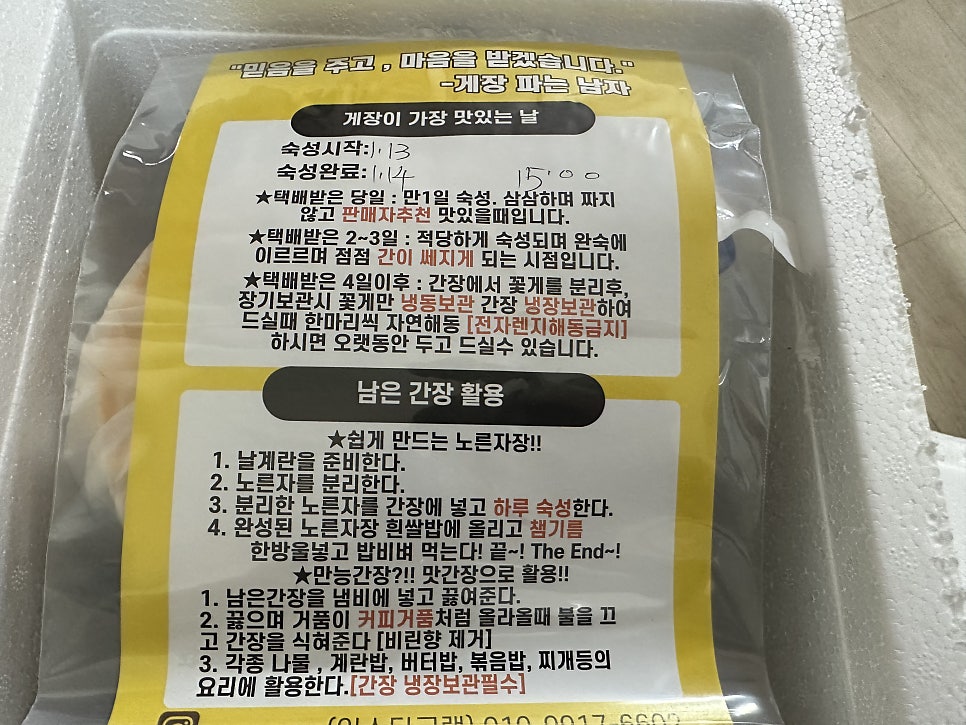 "믿음을 주고 , 마음을 받겠습니다."
-게장 파는 남자
게장이 가장 맛있는 날
숙성시작:1.13
숙성완료:1.14 15:00
★택배받은 당일 : 만1일 숙성. 삼삼하며 짜지
않고 판매자추천 맛있을때입니다.
★택배받은 2~3일 : 적당하게 숙성되며 완숙에
이르르며 점점 간이 쎄지게 되는 시점입니다.
★택배받은 4일이후 : 간장에서 꽃게를 분리후,
장기보관시 꽃게만 냉동보관 간장 냉장보관하여
드실때 한마리씩 자연해동 [전자렌지해동금지]
하시면 오랫동안 두고 드실수 있습니다.
남은 간장 활용
★쉽게 만드는 노른자장!!
1. 날계란을 준비한다.
2. 노른자를 분리한다.
3. 분리한 노른자를 간장에 넣고 하루 숙성한다.
4. 완성된 노른자장 흰쌀밥에 올리고 챔기름
한방울넣고 밥비벼 먹는다! 끝~! The End~!
★만능간장?!! 맛간장으로 활용!!
1. 남은간장을 냄비에 넣고 끓여준다.
2. 끓으며 거품이 커피거품처럼 올라올때 불을 끄
고 간장을 식혀준다 [비린향 제거]
3. 각종 나물 , 계란밥, 버터밥, 볶음밥, 찌개등의
요리에 활용한다.[간장 냉장보관필수]